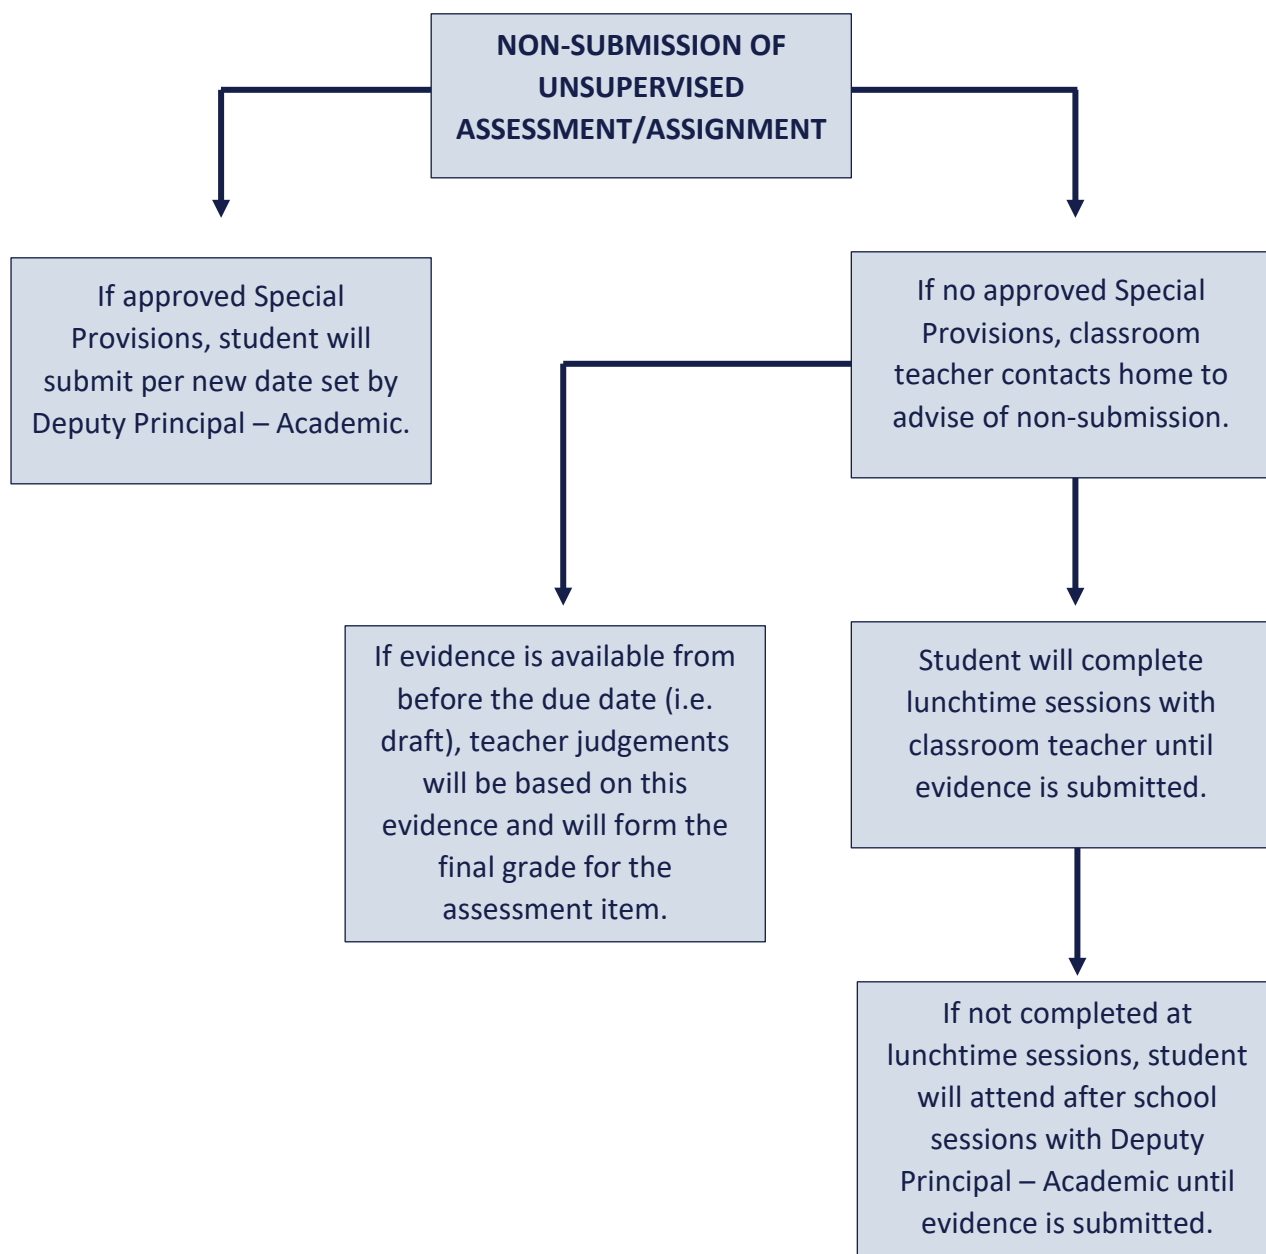 NON-SUBMISSION OF
UNSUPERVISED
ASSESSMENT/ASSIGNMENT
If approved Special
Provisions, student will
submit per new date set by
Deputy Principal – Academic.
If no approved Special
Provisions, classroom
teacher contacts home to
advise of non-submission.
If evidence is available from
before the due date (i.e.
draft), teacher judgements
will be based on this
evidence and will form the
final grade for the
assessment item.
Student will complete
lunchtime sessions with
classroom teacher until
evidence is submitted.
If not completed at
lunchtime sessions, student
will attend after school
sessions with Deputy
Principal – Academic until
evidence is submitted.